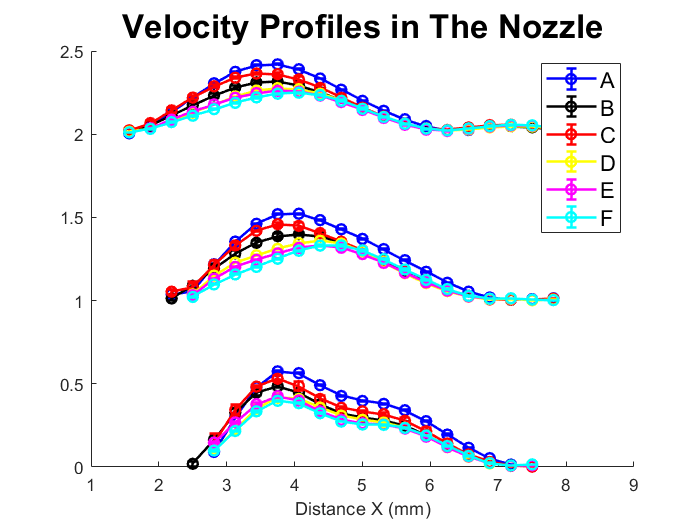 Velocity Profiles in The Nozzle
2.5
2
1.5
1
0.5
0
A
B
C
D
E
F
1 2 3 4 5 6 7 8 9
Distance X (mm)